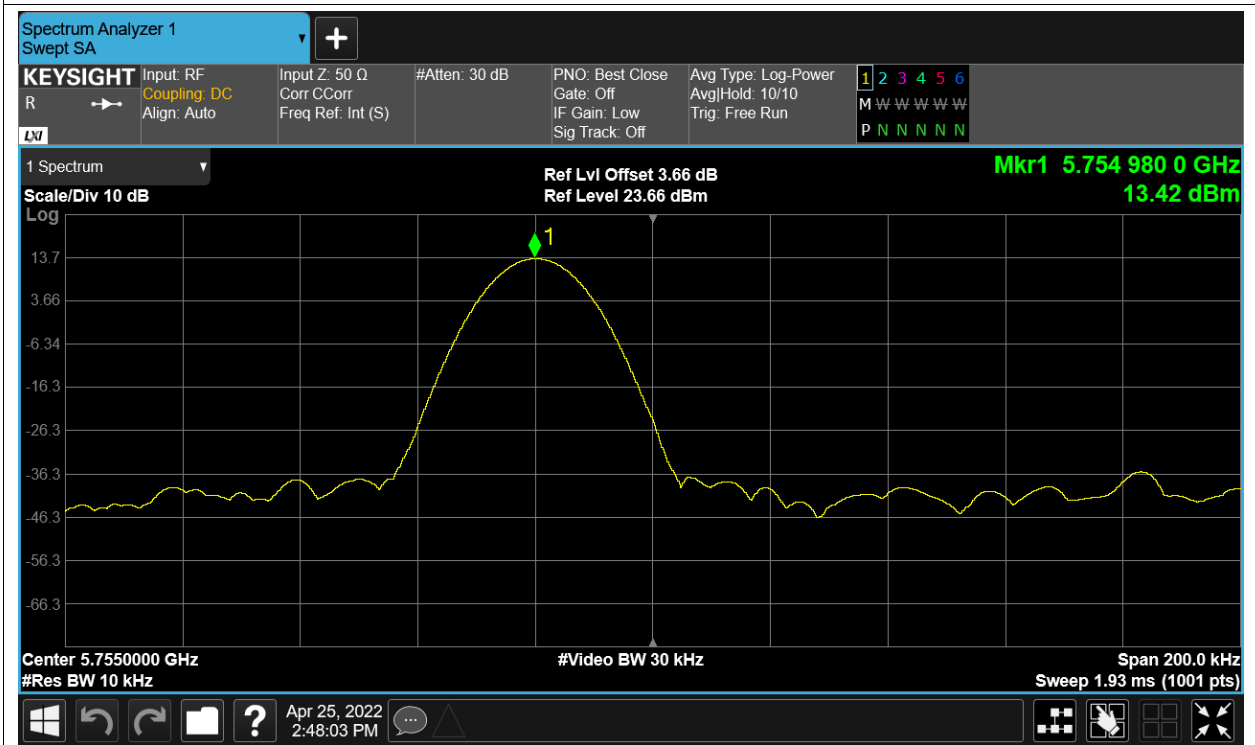 Spectrum Analyzer 1
Swept SA
KEYSIGHT
R
LXI
Input: RF
Coupling: DC
Align: Auto
Input Z: 50 Ω
Corr CCorr
Freq Ref: Int (S)
#Atten: 30 dB
PNO: Best Close
Gate: Off
IF Gain: Low
Sig Track: Off
Avg Type: Log-Power
Avg|Hold: 10/10
Trig: Free Run
1 2 3 4 5 6
M W W W W W W
P N N N N N N
1 Spectrum
Scale/Div 10 dB
Ref Lvl Offset 3.66 dB
Ref Level 23.66 dBm
Mkr1 5.754 980 0 GHz
13.42 dBm
Log
1
13.7
3.66
-6.34
-16.3
-26.3
-36.3
-46.3
-56.3
-66.3
Center 5.7550000 GHz
#Video BW 30 kHz
Span 200.0 kHz
#Res BW 10 kHz
Sweep 1.93 ms (1001 pts)
?
Apr 25, 2022
2:48:03 PM